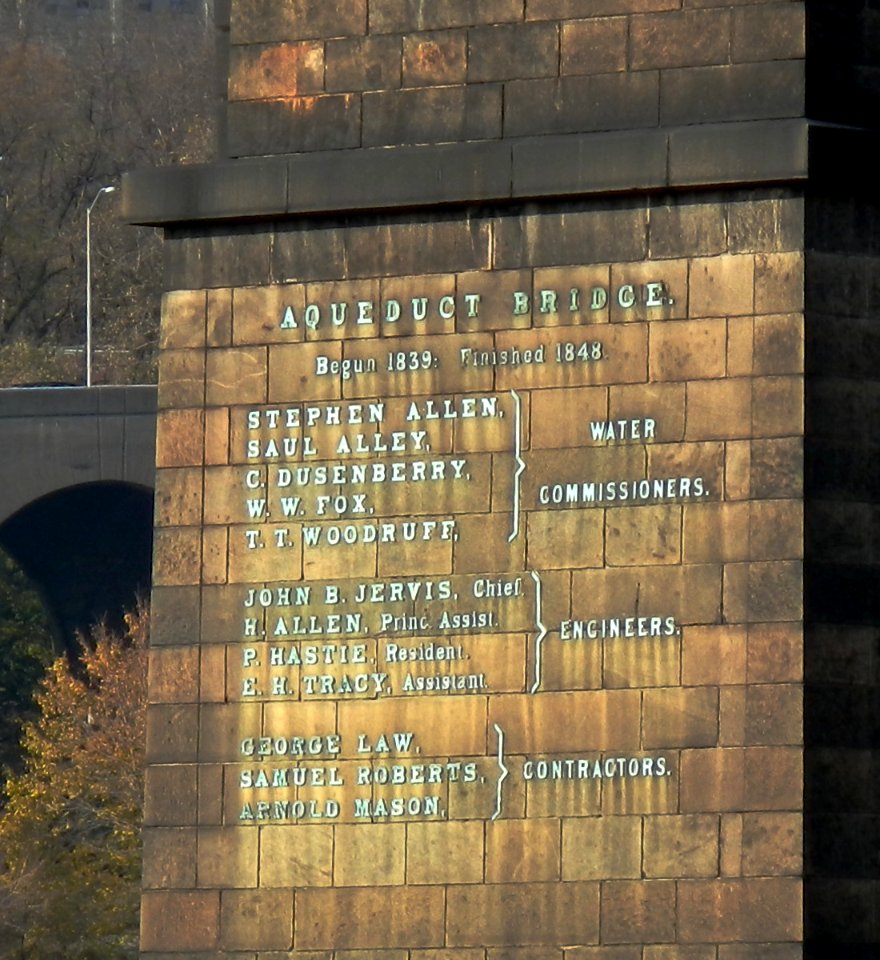 AQUEDUCT BRIDGE.
Begun 1839: Finished 1848.
STEPHEN ALLEN,
SAUL ALLEY,
C. DUSENBERRY,
W. W. FOX,
T. T. WOODRUFF,
WATER
COMMISSIONERS.
JOHN B. JERVIS, Chief.
H. ALLEN, Princ. Assist.
P. HASTIE, Resident.
E. H. TRACY, Assistant.
ENGINEERS.
GEORGE LAW,
SAMUEL ROBERTS,
ARNOLD MASON,
CONTRACTORS.